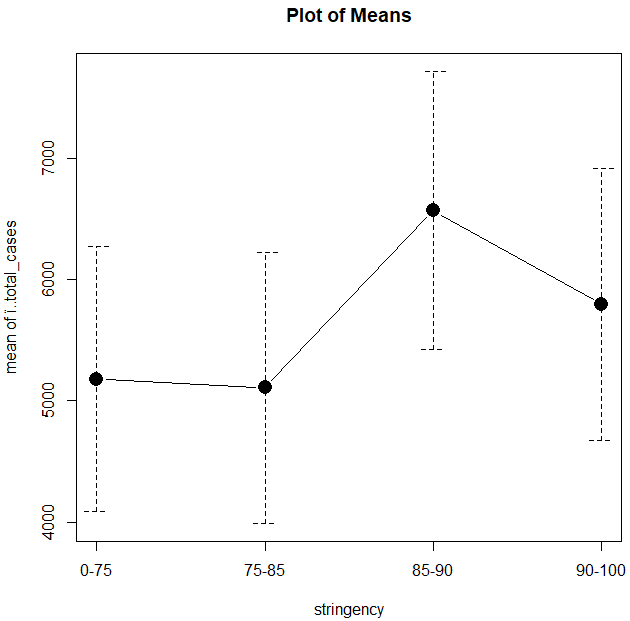 Plot of Means
mean of ï..total_cases
7000
6000
5000
4000
0-75
75-85
85-90
90-100
stringency